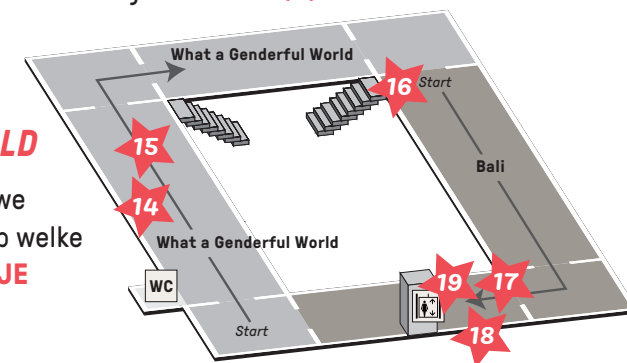 What a Genderful World
16
Start
LD
15
we
Bali
14
welke
What a Genderful World
JE
WC
19
17
Start
18